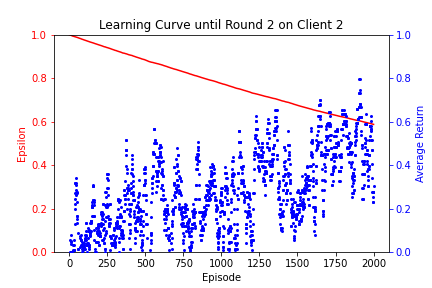 Learning Curve until Round 2 on Client 2
1.0 1.0
0.8 0.8
0.6 0.6
0.4 0.4
0.2 0.2
0.0 0.0
Epsilon
Average Return
0 250 500 750 1000 1250 1500 1750 2000
Episode